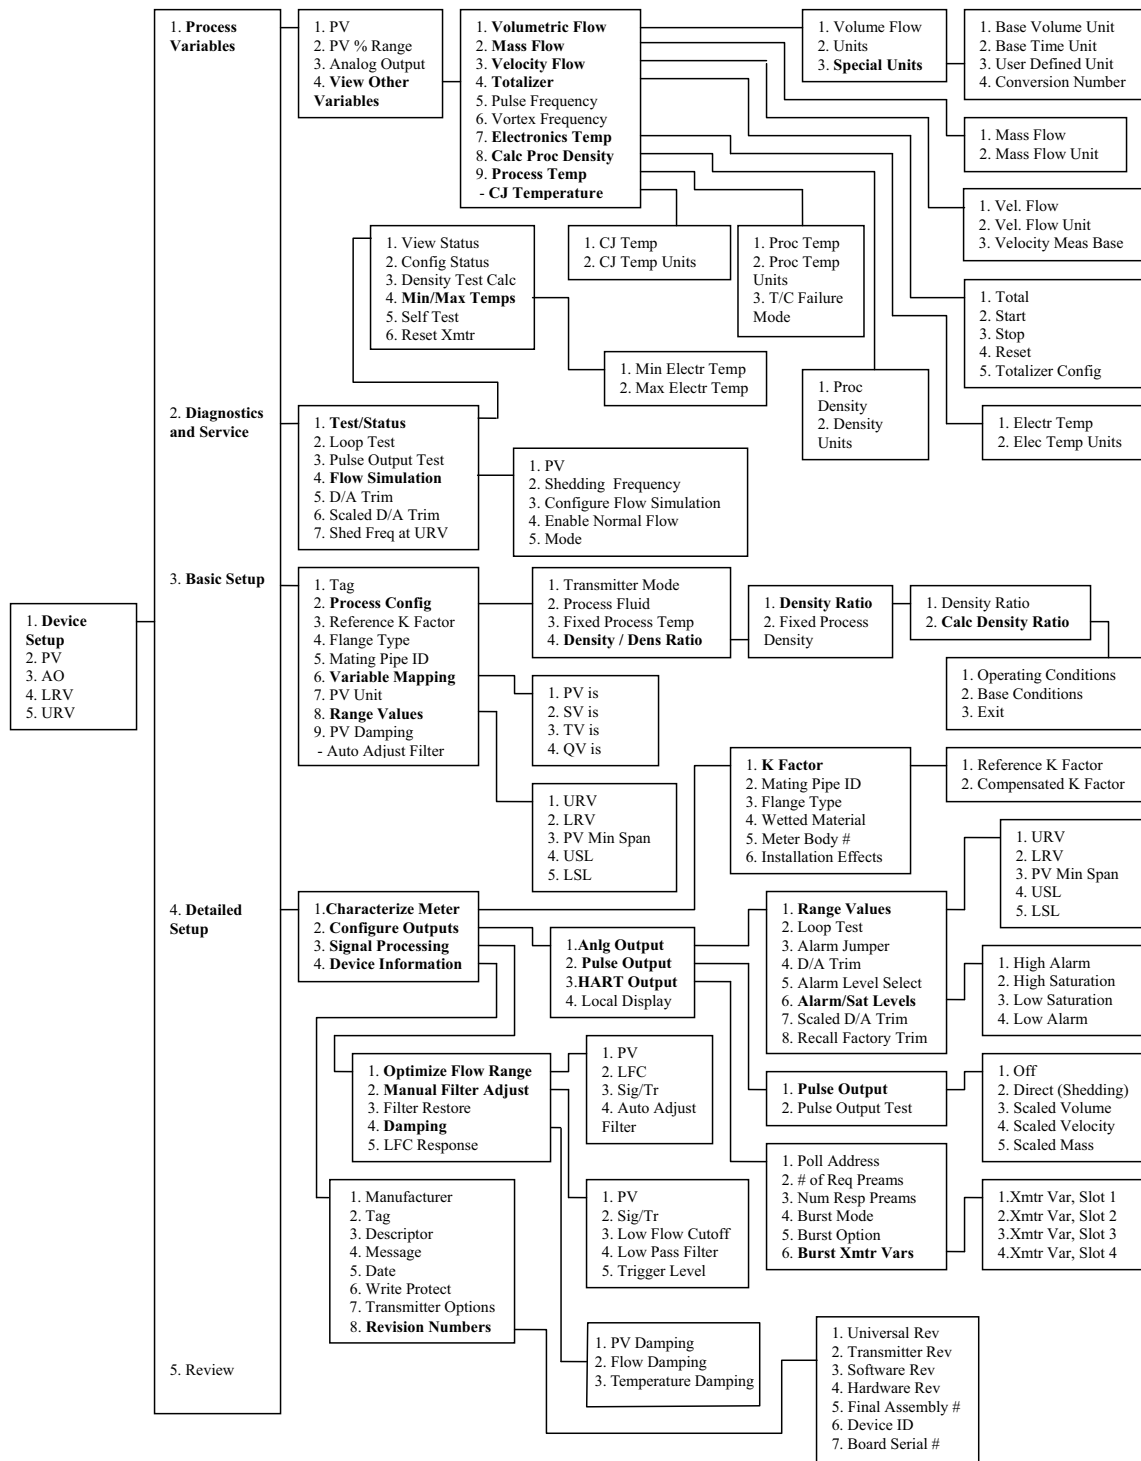 1. Process
Variables
1. PV
2. PV % Range
3. Analog Output
4. View Other
Variables
1. Volumetric Flow
2. Mass Flow
3. Velocity Flow
4. Totalizer
5. Pulse Frequency
6. Vortex Frequency
7. Electronics Temp
8. Calc Proc Density
9. Process Temp
- CJ Temperature
1. Volume Flow
2. Units
3. Special Units
1. Base Volume Unit
2. Base Time Unit
3. User Defined Unit
4. Conversion Number
1. Mass Flow
2. Mass Flow Unit
1. Vel. Flow
2. Vel. Flow Unit
3. Velocity Meas Base
1. View Status
2. Config Status
3. Density Test Calc
4. Min/Max Temps
5. Self Test
6. Reset Xmtr
1. CJ Temp
2. CJ Temp Units
1. Proc Temp
2. Proc Temp
Units
3. T/C Failure
Mode
1. Total
2. Start
3. Stop
4. Reset
5. Totalizer Config
1. Min Electr Temp
2. Max Electr Temp
1. Proc
Density
2. Density
Units
1. Electr Temp
2. Elec Temp Units
2. Diagnostics
and Service
1. Test/Status
2. Loop Test
3. Pulse Output Test
4. Flow Simulation
5. D/A Trim
6. Scaled D/A Trim
7. Shed Freq at URV
1. PV
2. Shedding Frequency
3. Configure Flow Simulation
4. Enable Normal Flow
5. Mode
3. Basic Setup
1. Device
Setup
2. PV
3. AO
4. LRV
5. URV
1. Tag
2. Process Config
3. Reference K Factor
4. Flange Type
5. Mating Pipe ID
6. Variable Mapping
7. PV Unit
8. Range Values
9. PV Damping
- Auto Adjust Filter
1. Transmitter Mode
2. Process Fluid
3. Fixed Process Temp
4. Density / Dens Ratio
1. Density Ratio
2. Fixed Process
Density
1. Density Ratio
2. Calc Density Ratio
1. Operating Conditions
2. Base Conditions
3. Exit
1. PV is
2. SV is
3. TV is
4. QV is
1. URV
2. LRV
3. PV Min Span
4. USL
5. LSL
1. K Factor
2. Mating Pipe ID
3. Flange Type
4. Wetted Material
5. Meter Body #
6. Installation Effects
1. Reference K Factor
2. Compensated K Factor
4. Detailed
Setup
1.Characterize Meter
2. Configure Outputs
3. Signal Processing
4. Device Information
1.Anlg Output
2. Pulse Output
3.HART Output
4. Local Display
1. Range Values
2. Loop Test
3. Alarm Jumper
4. D/A Trim
5. Alarm Level Select
6. Alarm/Sat Levels
7. Scaled D/A Trim
8. Recall Factory Trim
1. URV
2. LRV
3. PV Min Span
4. USL
5. LSL
1. High Alarm
2. High Saturation
3. Low Saturation
4. Low Alarm
1. Optimize Flow Range
2. Manual Filter Adjust
3. Filter Restore
4. Damping
5. LFC Response
1. PV
2. LFC
3. Sig/Tr
4. Auto Adjust
Filter
1. Pulse Output
2. Pulse Output Test
1. Off
2. Direct (Shedding)
3. Scaled Volume
4. Scaled Velocity
5. Scaled Mass
1. Poll Address
2. # of Req Preams
3. Num Resp Preams
4. Burst Mode
5. Burst Option
6. Burst Xmtr Vars
1.Xmtr Var, Slot 1
2.Xmtr Var, Slot 2
3.Xmtr Var, Slot 3
4.Xmtr Var, Slot 4
1. Manufacturer
2. Tag
3. Descriptor
4. Message
5. Date
6. Write Protect
7. Transmitter Options
8. Revision Numbers
1. PV
2. Sig/Tr
3. Low Flow Cutoff
4. Low Pass Filter
5. Trigger Level
1. PV Damping
2. Flow Damping
3. Temperature Damping
1. Universal Rev
2. Transmitter Rev
3. Software Rev
4. Hardware Rev
5. Final Assembly #
6. Device ID
7. Board Serial #
5. Review